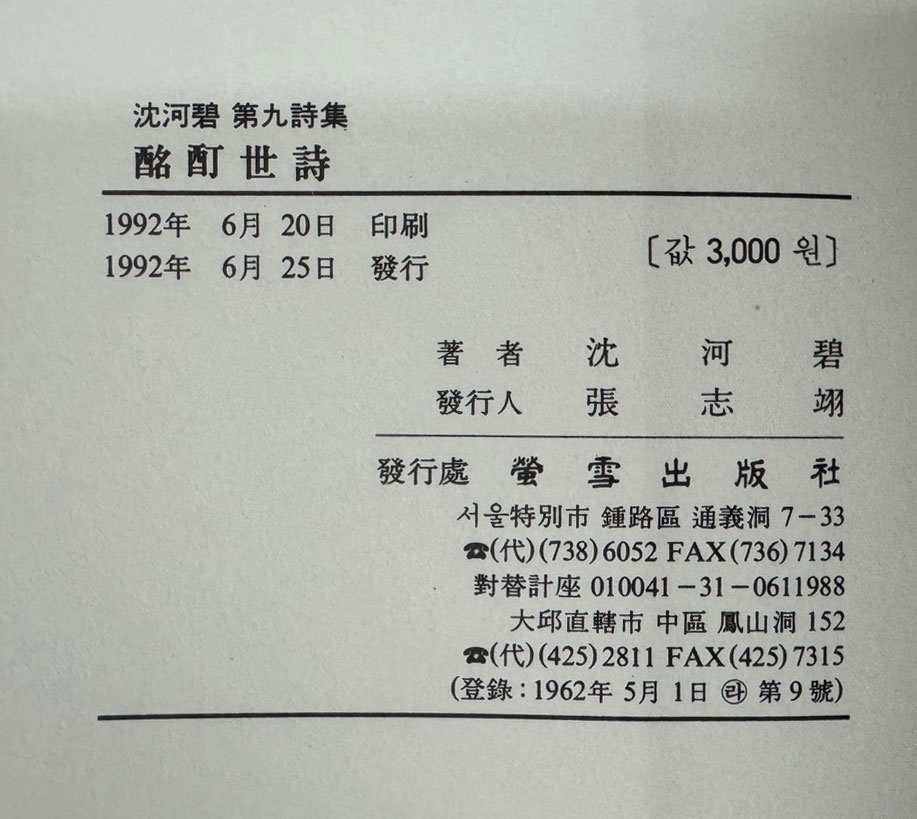 沈河碧 第九詩集
酩酊世詩
1992年 6月 20日 印刷
1992年 6月 25日 發行
〔값 3,000 원〕
著者 沈河碧
發行人 張志翊
發行處 螢雪出版社
서울特別市 鍾路區 通義洞 7-33
☎(代)(738)6052 FAX(736)7134
對替計座 010041-31-0611988
大邱直轄市 中區 鳳山洞 152
☎(代)(425)2811 FAX(425)7315
(登錄:1962年 5月 1日 ㉣ 第9號)